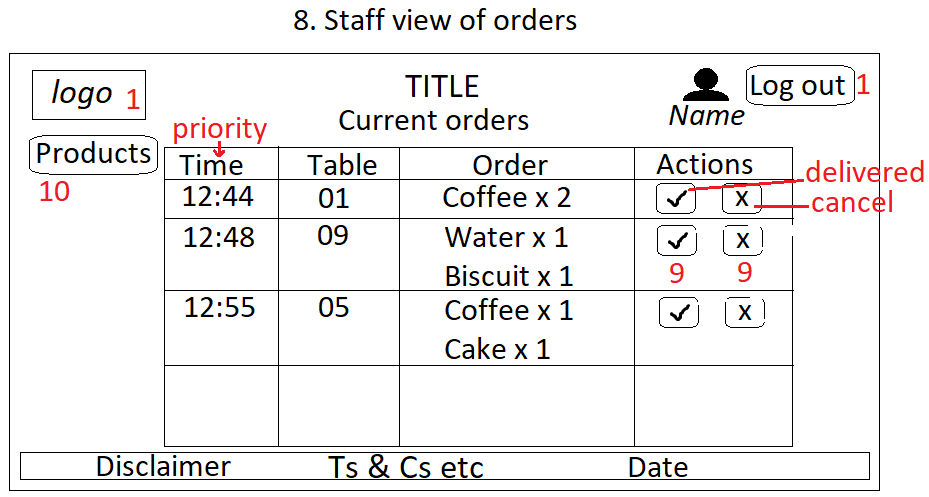 8. Staff view of orders
logo 1
TITLE
Log out 1
Current orders
Name
priority
Products
10
Time Table Order Actions
delivered
12:44 01 Coffee x 2 ✓ x
cancel
12:48 09 Water x 1 ✓ x
Biscuit x 1 9 9
12:55 05 Coffee x 1 ✓ x
Cake x 1
Disclaimer Ts & Cs etc Date